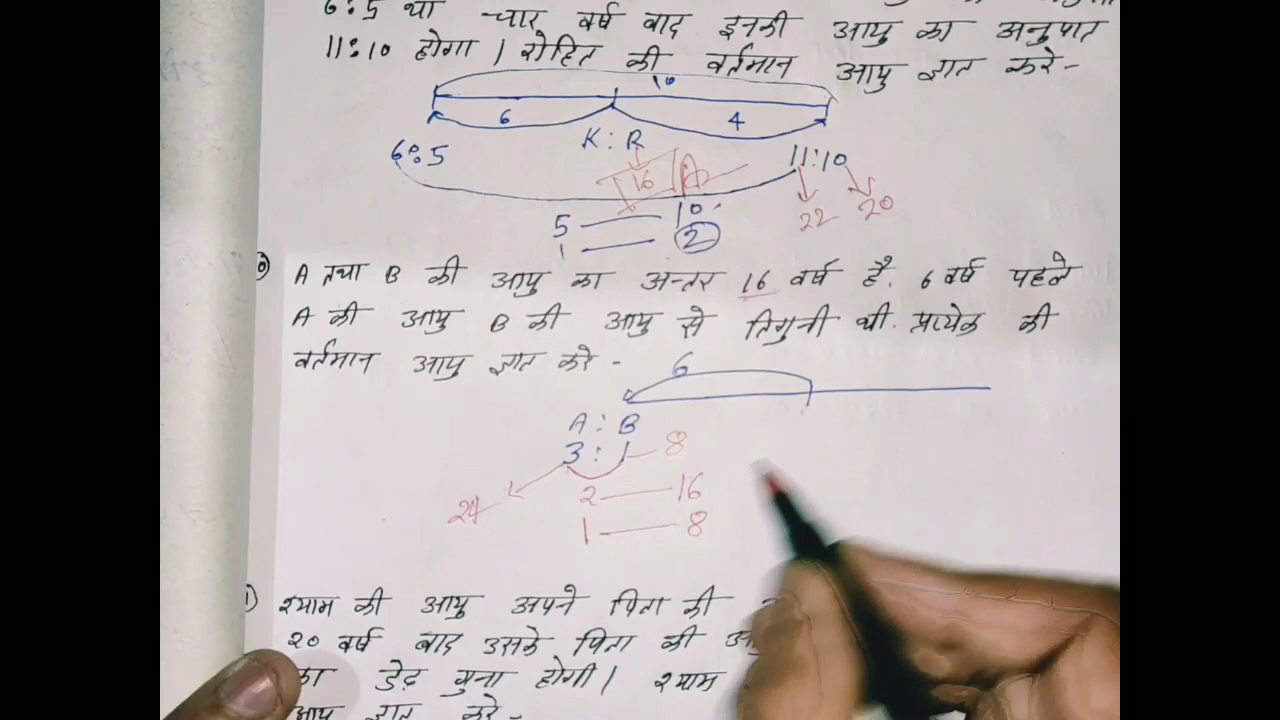 6:5 था चार वर्ष बाद इनकी आयु का अनुपात
11:10 होगा । रोहित की वर्तमान आयु ज्ञात करे-
10
6 4
K : R
6:5 11:10
16 A
22 20
5 — 10
1 — 2
A तथा B की आयु का अन्तर 16 वर्ष है. 6 वर्ष पहले
A की आयु B की आयु से तिगुनी थी. प्रत्येक की
वर्तमान आयु ज्ञात करे -
6
A : B
3 : 1 — 8
24 2 — 16
1 — 8
श्याम की आयु अपने पिता की
20 वर्ष बाद उसके पिता की
का डेढ़ गुना होगी। श्याम
आयु ज्ञात करे -